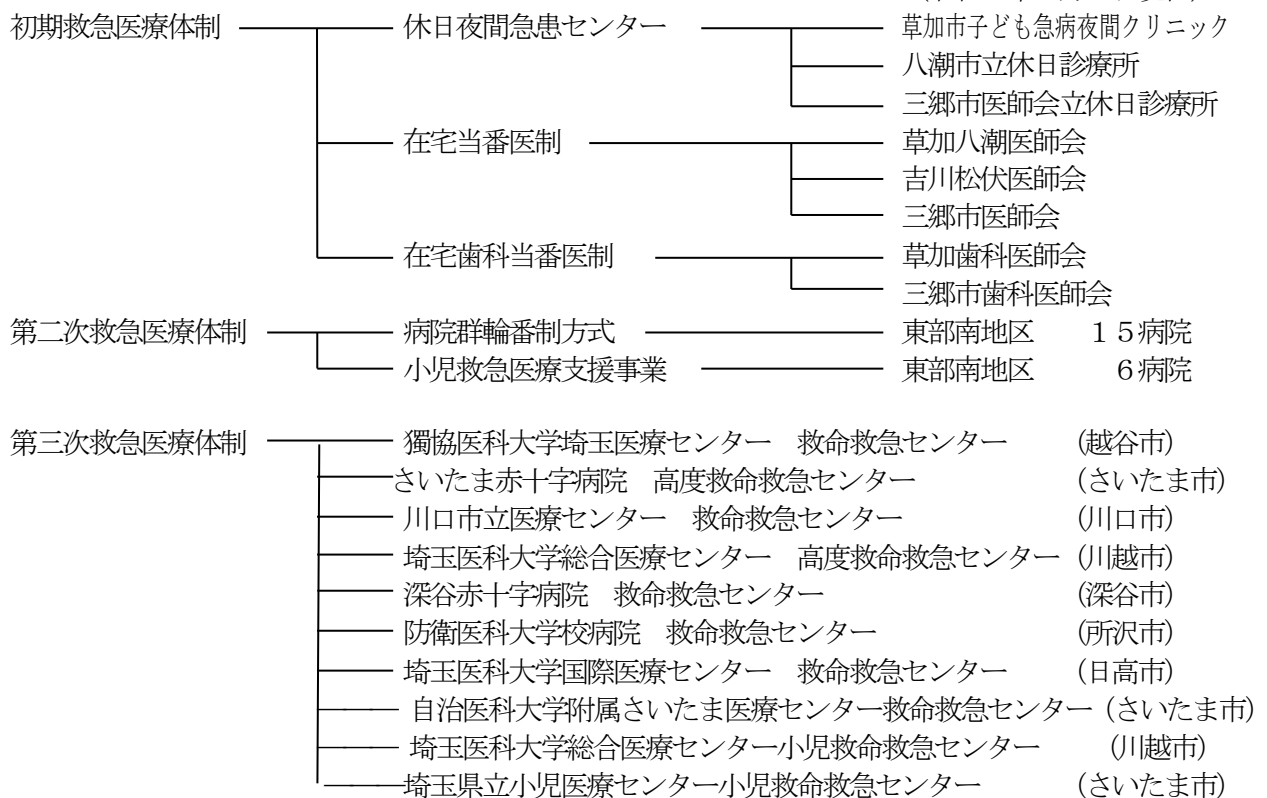 初期救急医療体制 休日夜間急患センター 草加市子ども急病夜間クリニック
八潮市立休日診療所
三郷市医師会立休日診療所
在宅当番医制 草加八潮医師会
吉川松伏医師会
三郷市医師会
在宅歯科当番医制 草加歯科医師会
三郷市歯科医師会
第二次救急医療体制 病院群輪番制方式 東部南地区 １５病院
小児救急医療支援事業 東部南地区 ６病院
第三次救急医療体制 獨協医科大学埼玉医療センター 救命救急センター (越谷市)
さいたま赤十字病院 高度救命救急センター (さいたま市)
川口市立医療センター 救命救急センター (川口市)
埼玉医科大学総合医療センター 高度救命救急センター (川越市)
深谷赤十字病院 救命救急センター (深谷市)
防衛医科大学校病院 救命救急センター (所沢市)
埼玉医科大学国際医療センター 救命救急センター (日高市)
自治医科大学附属さいたま医療センター救命救急センター (さいたま市)
埼玉医科大学総合医療センター小児救命救急センター (川越市)
埼玉県立小児医療センター小児救命救急センター (さいたま市)